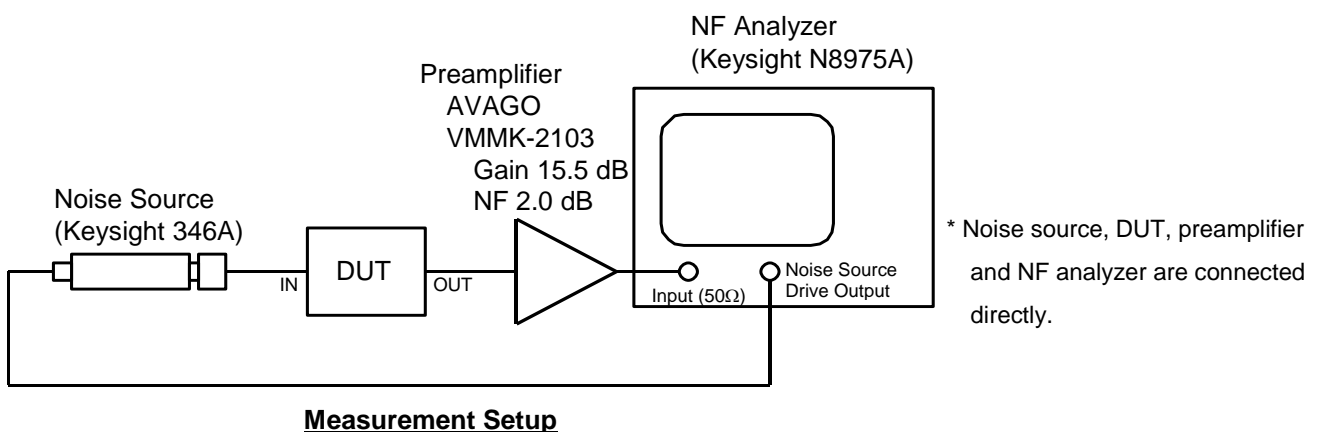 NF Analyzer
(Keysight N8975A)
Preamplifier
AVAGO
VMMK-2103
Gain 15.5 dB
NF 2.0 dB
Noise Source
(Keysight 346A)
DUT
IN
OUT
Input (50Ω)
Noise Source
Drive Output
* Noise source, DUT, preamplifier
and NF analyzer are connected
directly.
Measurement Setup